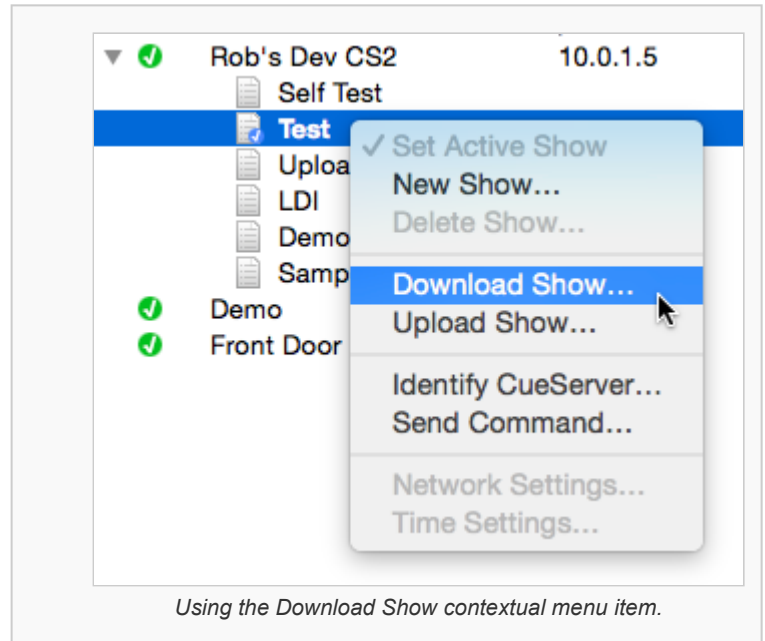 Rob's Dev CS2 10.0.1.5
Self Test
Test
Set Active Show
Uploa
New Show...
LDI
Delete Show...
Demo
Samp
Download Show...
Demo
Upload Show...
Front Door
Identify CueServer...
Send Command...
Network Settings...
Time Settings...
Using the Download Show contextual menu item.